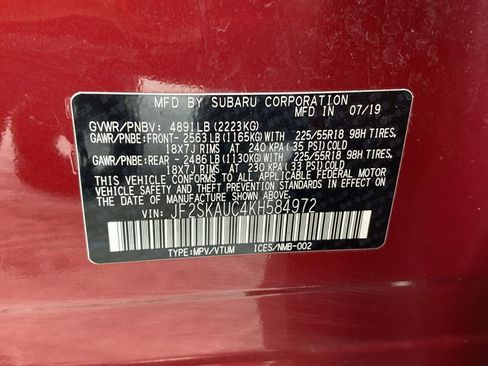 MFD BY SUBARU CORPORATION
MFD IN 07/19
GVWR/PNBV: 4891LB(2223KG)
GAWR/PNBE:FRONT-2563LB(1165KG)WITH 225/55R18 98H TIRES,
18X7J RIMS AT 240 KPA(35 PSI)COLD
GAWR/PNBE:REAR -2486LB(1130KG)WITH 225/55R18 98H TIRES,
18X7J RIMS AT 230 KPA(33 PSI)COLD
THIS VEHICLE CONFORMS TO ALL APPLICABLE FEDERAL MOTOR
VEHICLE SAFETY, BUMPER, AND THEFT PREVENTION
STANDARDS IN EFFECT ON THE DATE OF
MANUFACTURE SHOWN ABOVE.
VIN: JF2SKAUC4KH584972
TYPE:MPV/VTUM ICES/NMB-002